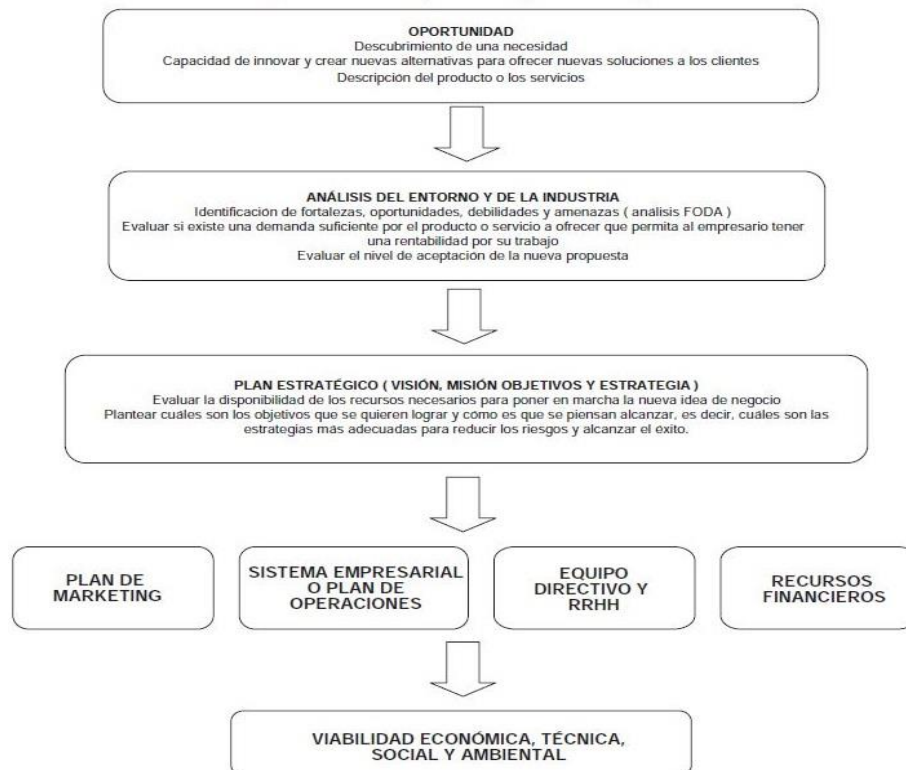 OPORTUNIDAD
Descubrimiento de una necesidad
Capacidad de innovar y crear nuevas alternativas para ofrecer nuevas soluciones a los clientes
Descripción del producto o los servicios
ANÁLISIS DEL ENTORNO Y DE LA INDUSTRIA
Identificación de fortalezas, oportunidades, debilidades y amenazas ( análisis FODA )
Evaluar si existe una demanda suficiente por el producto o servicio a ofrecer que permita al empresario tener
una rentabilidad por su trabajo
Evaluar el nivel de aceptación de la nueva propuesta
PLAN ESTRATÉGICO ( VISIÓN, MISIÓN OBJETIVOS Y ESTRATEGIA )
Evaluar la disponibilidad de los recursos necesarios para poner en marcha la nueva idea de negocio
Plantear cuáles son los objetivos que se quieren lograr y cómo es que se piensan alcanzar, es decir, cuáles son las
estrategias más adecuadas para reducir los riesgos y alcanzar el éxito.
PLAN DE
MARKETING
SISTEMA EMPRESARIAL
O PLAN DE
OPERACIONES
EQUIPO
DIRECTIVO Y
RRHH
RECURSOS
FINANCIEROS
VIABILIDAD ECONÓMICA, TÉCNICA,
SOCIAL Y AMBIENTAL